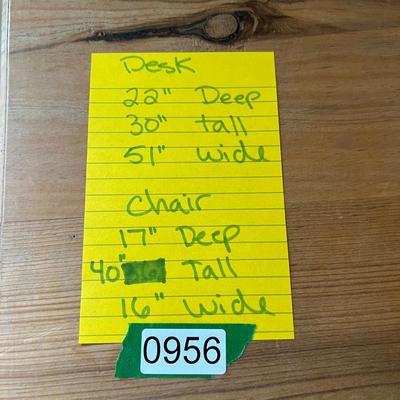 Desk
22" Deep
30" tall
51" wide
Chair
17" Deep
40" Tall
16" wide
0956